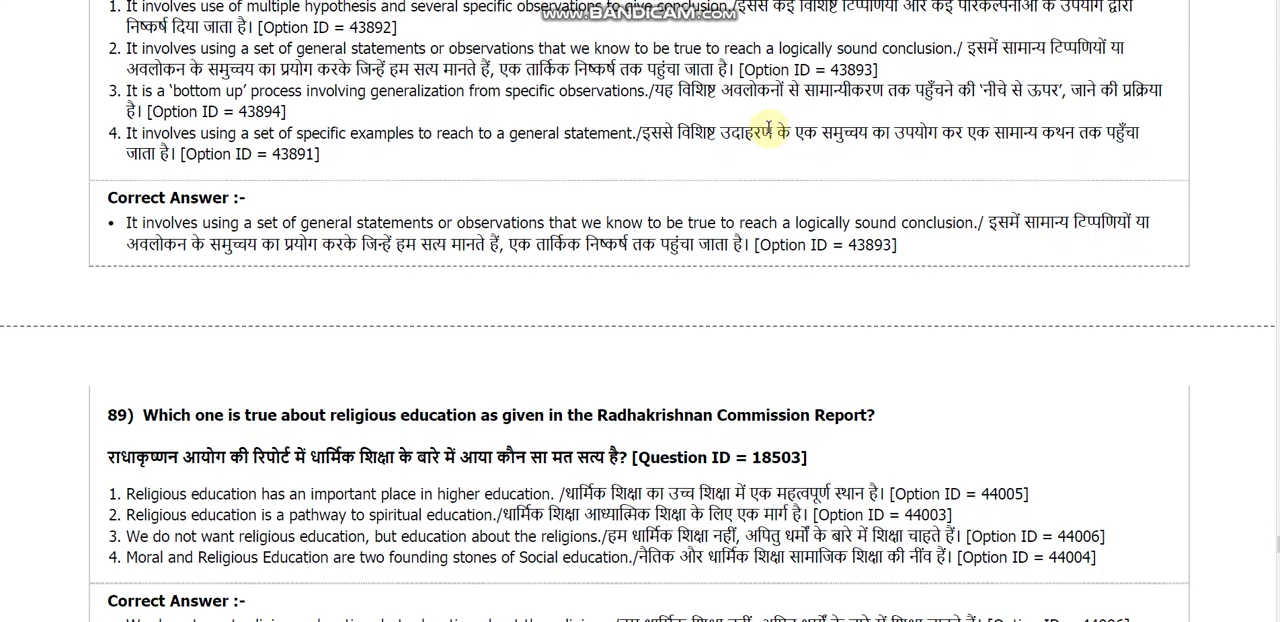 1. It involves use of multiple hypothesis and several specific observations to give conclusion./इससे कई विशिष्ट टिप्पणियों और कई परिकल्पनाओं के उपयोग द्वारा
www.BANDICAM.com
निष्कर्ष दिया जाता है। [Option ID = 43892]
2. It involves using a set of general statements or observations that we know to be true to reach a logically sound conclusion./ इसमें सामान्य टिप्पणियों या
अवलोकन के समुच्चय का प्रयोग करके जिन्हें हम सत्य मानते हैं, एक तार्किक निष्कर्ष तक पहुंचा जाता है। [Option ID = 43893]
3. It is a ‘bottom up’ process involving generalization from specific observations./यह विशिष्ट अवलोकनों से सामान्यीकरण तक पहुँचने की ‘नीचे से ऊपर’, जाने की प्रक्रिया
है। [Option ID = 43894]
4. It involves using a set of specific examples to reach to a general statement./इससे विशिष्ट उदाहरण के एक समुच्चय का उपयोग कर एक सामान्य कथन तक पहुँचा
जाता है। [Option ID = 43891]
Correct Answer :-
• It involves using a set of general statements or observations that we know to be true to reach a logically sound conclusion./ इसमें सामान्य टिप्पणियों या
अवलोकन के समुच्चय का प्रयोग करके जिन्हें हम सत्य मानते हैं, एक तार्किक निष्कर्ष तक पहुंचा जाता है। [Option ID = 43893]
89) Which one is true about religious education as given in the Radhakrishnan Commission Report?
राधाकृष्णन आयोग की रिपोर्ट में धार्मिक शिक्षा के बारे में आया कौन सा मत सत्य है? [Question ID = 18503]
1. Religious education has an important place in higher education. /धार्मिक शिक्षा का उच्च शिक्षा में एक महत्वपूर्ण स्थान है। [Option ID = 44005]
2. Religious education is a pathway to spiritual education./धार्मिक शिक्षा आध्यात्मिक शिक्षा के लिए एक मार्ग है। [Option ID = 44003]
3. We do not want religious education, but education about the religions./हम धार्मिक शिक्षा नहीं, अपितु धर्मों के बारे में शिक्षा चाहते हैं। [Option ID = 44006]
4. Moral and Religious Education are two founding stones of Social education./नैतिक और धार्मिक शिक्षा सामाजिक शिक्षा की नींव हैं। [Option ID = 44004]
Correct Answer :-